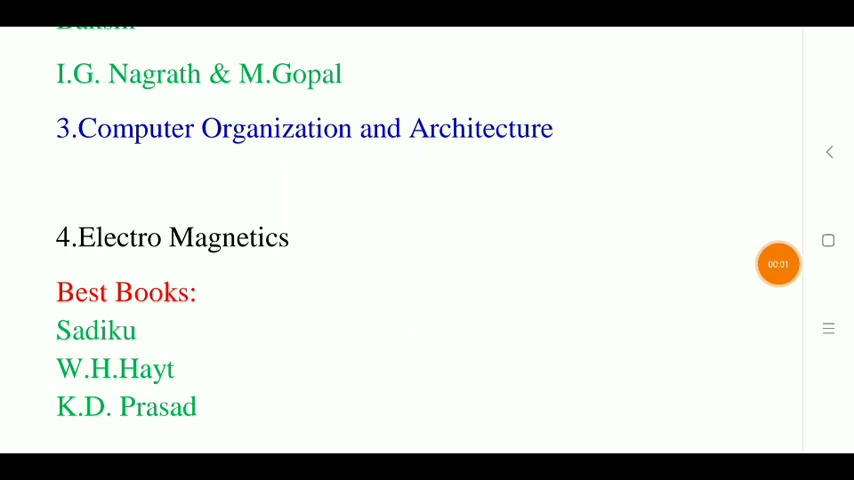 I.G. Nagrath & M.Gopal
3.Computer Organization and Architecture
4.Electro Magnetics
00:01
Best Books:
Sadiku
W.H.Hayt
K.D. Prasad